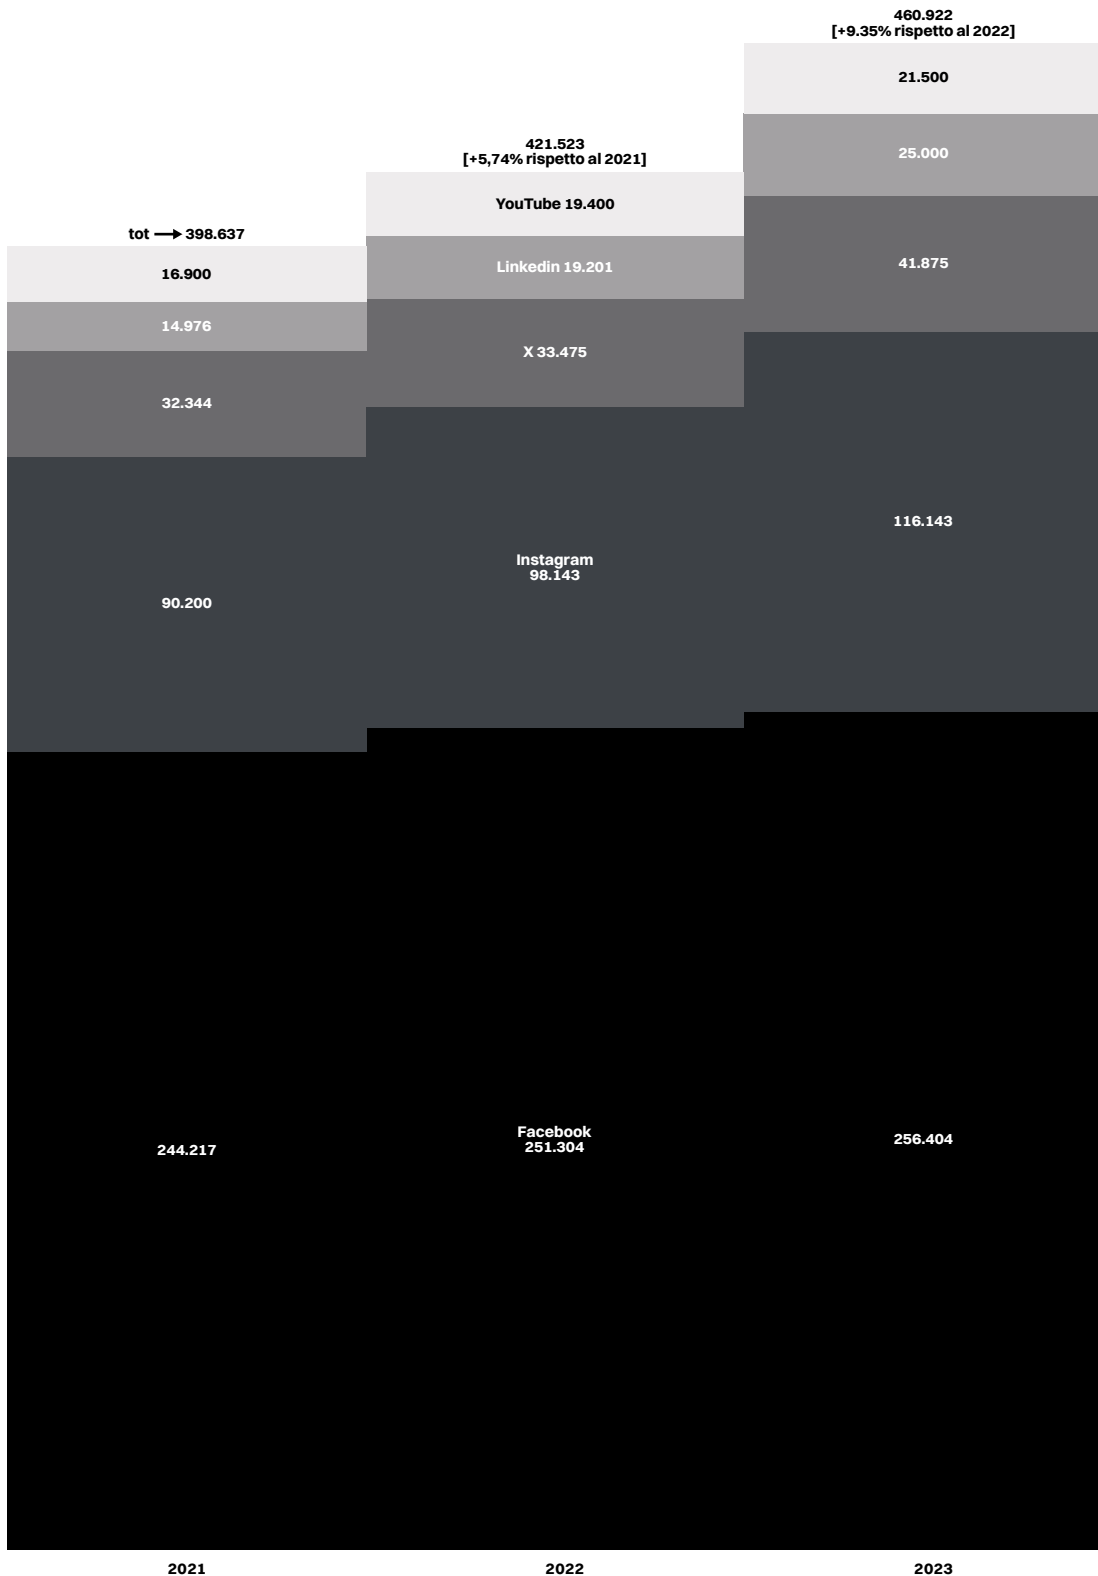 460.922
[+9.35% rispetto al 2022]
21.500
25.000
41.875
116.143
256.404
421.523
[+5,74% rispetto al 2021]
YouTube 19.400
Linkedin 19.201
X 33.475
Instagram
98.143
Facebook
251.304
tot → 398.637
16.900
14.976
32.344
90.200
244.217
2021
2022
2023